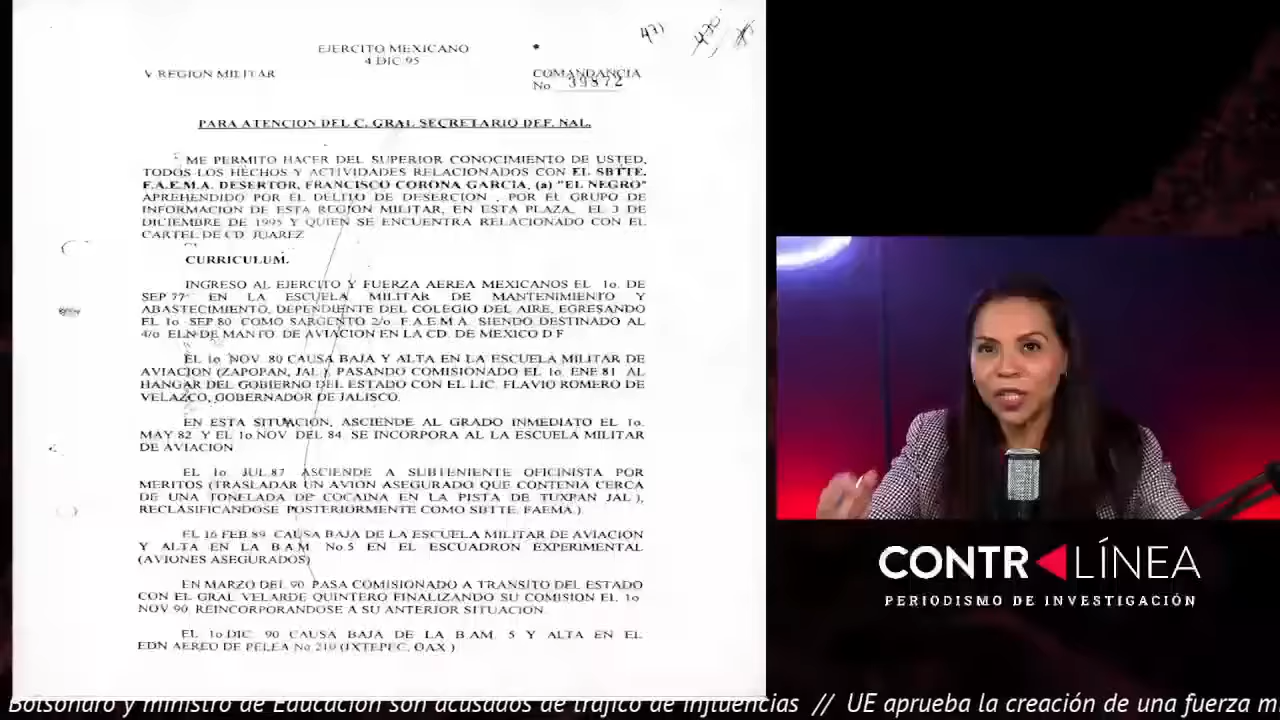 471
EJERCITO MEXICANO
4 DIC 95
V REGION MILITAR
COMANDANCIA
No 39872
PARA ATENCION DEL C. GRAL SECRETARIO DEF. NAL.
ME PERMITO HACER DEL SUPERIOR CONOCIMIENTO DE USTED,
TODOS LOS HECHOS Y ACTIVIDADES RELACIONADOS CON EL SBTTE.
F.A.E.M.A. DESERTOR, FRANCISCO CORONA GARCIA, (a) "EL NEGRO"
APREHENDIDO POR EL DELITO DE DESERCION , POR EL GRUPO DE
INFORMACION DE ESTA REGION MILITAR, EN ESTA PLAZA, EL 3 DE
DICIEMBRE DE 1995 Y QUIEN SE ENCUENTRA RELACIONADO CON EL
CARTEL DE CD. JUAREZ
CURRICULUM.
INGRESO AL EJERCITO Y FUERZA AEREA MEXICANOS EL 1o. DE
SEP 77 EN LA ESCUELA MILITAR DE MANTENIMIENTO Y
ABASTECIMIENTO, DEPENDIENTE DEL COLEGIO DEL AIRE, EGRESANDO
EL 1o SEP 80 COMO SARGENTO 2/o F.A.E.M.A. SIENDO DESTINADO AL
4/o ELN DE MANTO. DE AVIACION EN LA CD. DE MEXICO D F
EL 1o NOV 80 CAUSA BAJA Y ALTA EN LA ESCUELA MILITAR DE
AVIACION (ZAPOPAN, JAL.) PASANDO COMISIONADO EL 1o. ENE 81 AL
HANGAR DEL GOBIERNO DEL ESTADO CON EL LIC. FLAVIO ROMERO DE
VELAZCO, GOBERNADOR DE JALISCO.
EN ESTA SITUACION, ASCIENDE AL GRADO INMEDIATO EL 1o.
MAY 82 Y EL 1o NOV DEL 84 SE INCORPORA AL LA ESCUELA MILITAR
DE AVIACION
EL 1o JUL 87 ASCIENDE A SUBTENIENTE OFICINISTA POR
MERITOS (TRASLADAR UN AVION ASEGURADO QUE CONTENIA CERCA
DE UNA TONELADA DE COCAINA EN LA PISTA DE TUXPAN JAL.),
RECLASIFICANDOSE POSTERIORMENTE COMO SBTTE. FAEMA.)
EL 16 FEB 89 CAUSA BAJA DE LA ESCUELA MILITAR DE AVIACION
Y ALTA EN LA B.A.M. No. 5 EN EL ESCUADRON EXPERIMENTAL
(AVIONES ASEGURADOS)
EN MARZO DEL 90 PASA COMISIONADO A TRANSITO DEL ESTADO
CON EL GRAL VELARDE QUINTERO FINALIZANDO SU COMISION EL 1o
NOV 90 REINCORPORANDOSE A SU ANTERIOR SITUACION.
EL 1o DIC. 90 CAUSA BAJA DE LA B.A.M. 5 Y ALTA EN EL
EDN AEREO DE PELEA No 210 (IXTEPEC, OAX.)
CONTR LÍNEA
PERIODISMO DE INVESTIGACIÓN
Bolsonaro y ministro de Educación son acusados de tráfico de influencias // UE aprueba la creación de una fuerza m